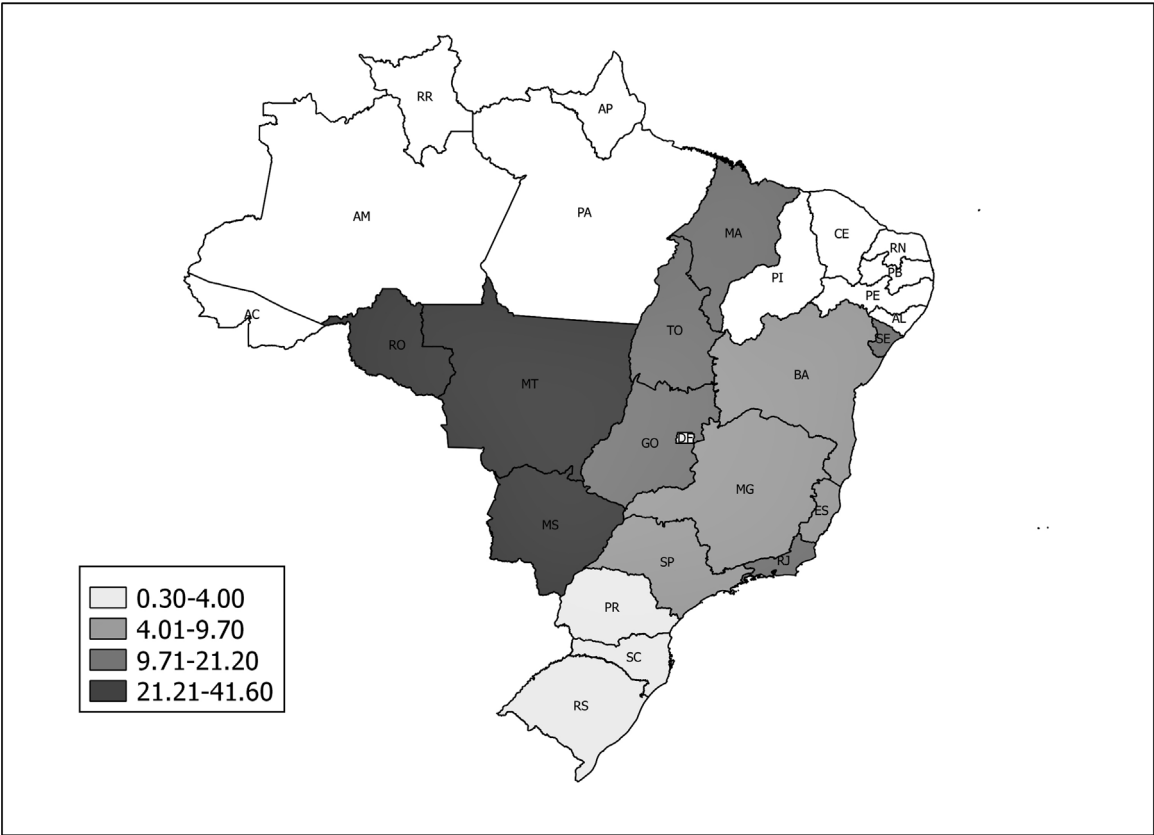 RR
AP
AM
PA
MA
CE
RN
PB
PI
PE
AC
AL
TO
SE
RO
BA
MT
GO
DF
MG
ES
MS
SP
RJ
PR
SC
RS
0.30-4.00
4.01-9.70
9.71-21.20
21.21-41.60